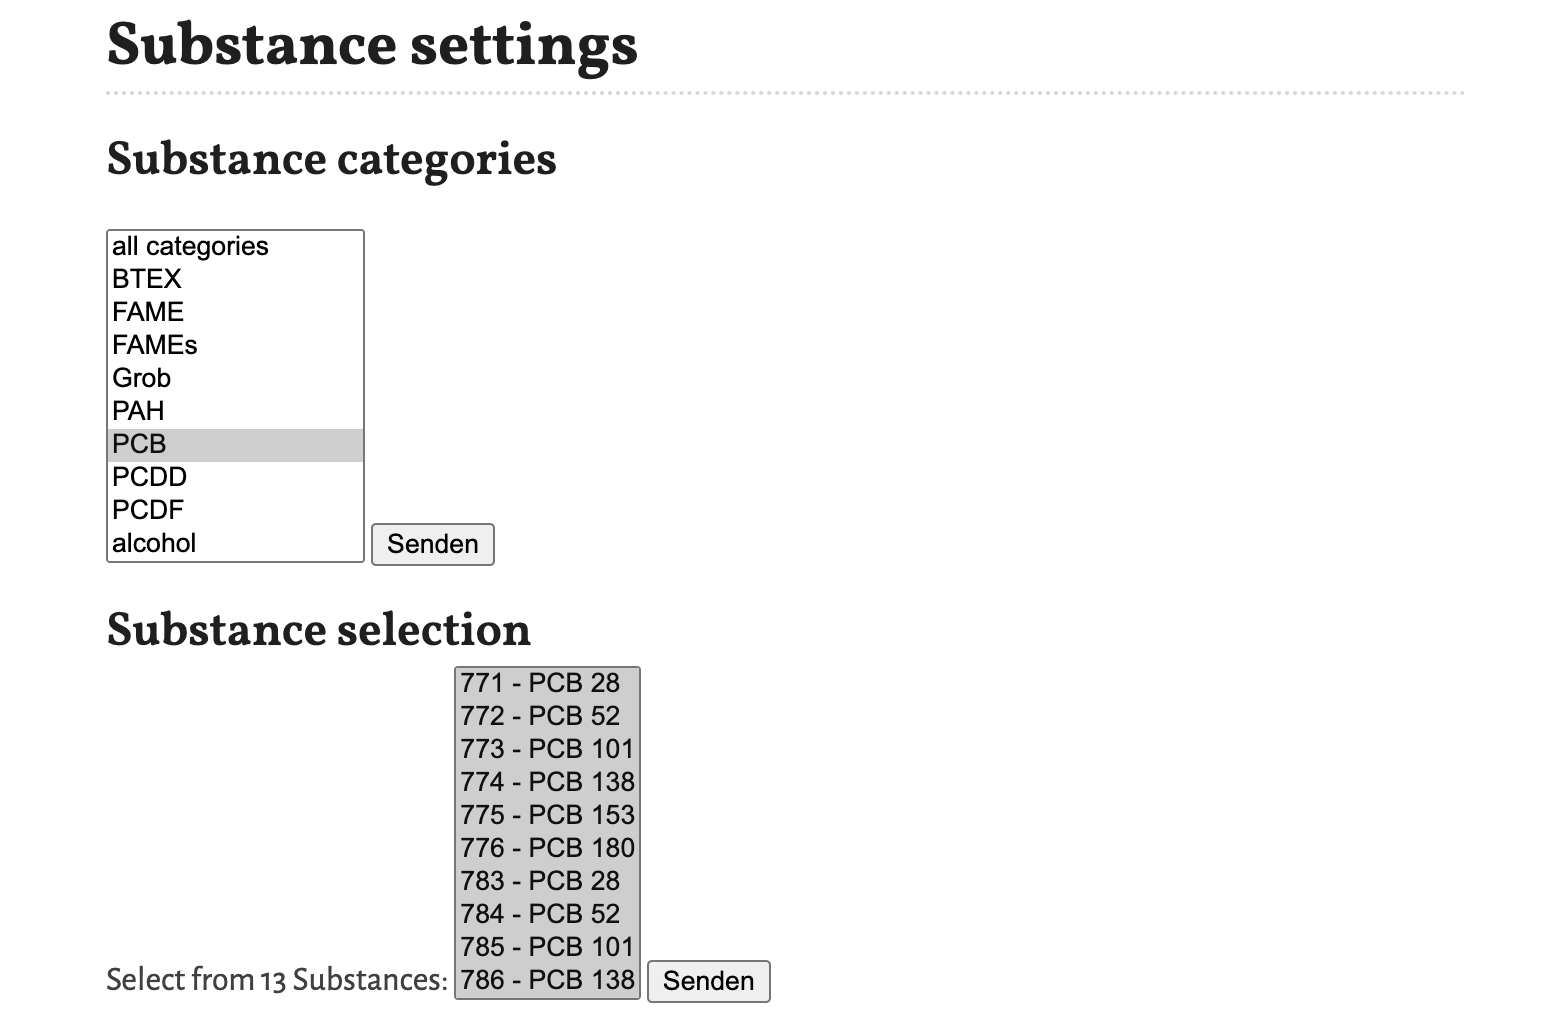 Substance settings
Substance categories
all categories
BTEX
FAME
FAMEs
Grob
PAH
PCB
PCDD
PCDF
alcohol
Senden
Substance selection
771 - PCB 28
772 - PCB 52
773 - PCB 101
774 - PCB 138
775 - PCB 153
776 - PCB 180
783 - PCB 28
784 - PCB 52
785 - PCB 101
Select from 13 Substances: 786 - PCB 138 Senden